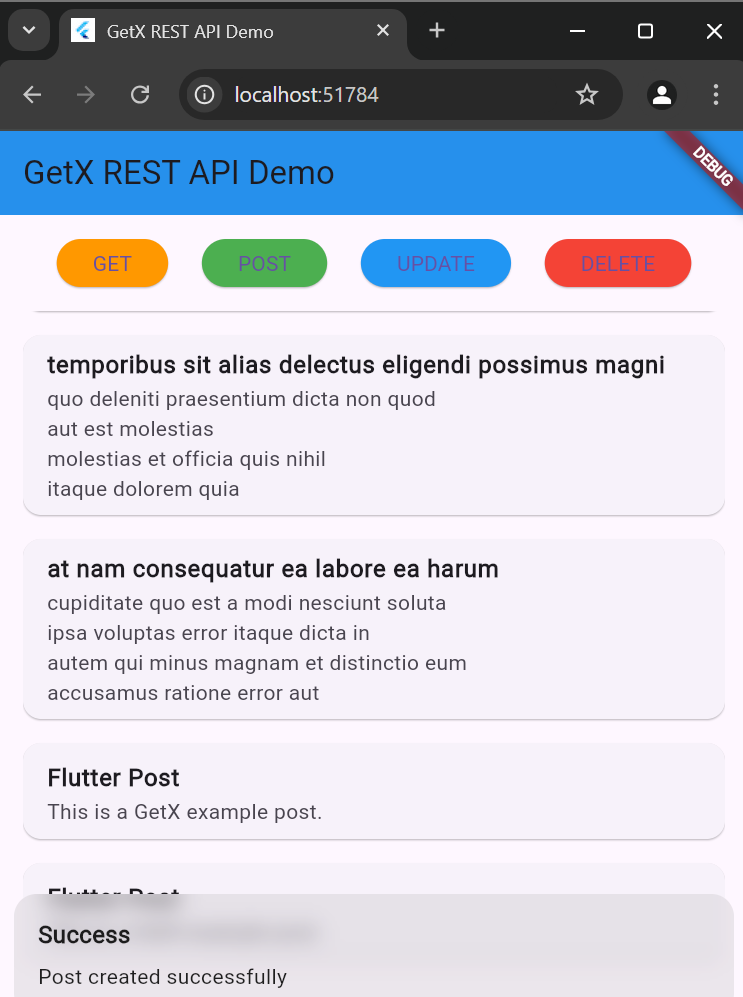 GetX REST API Demo
localhost:51784
GetX REST API Demo
DEBUG
GET
POST
UPDATE
DELETE
temporibus sit alias delectus eligendi possimus magni
quo deleniti praesentium dicta non quod
aut est molestias
molestias et officia quis nihil
itaque dolorem quia
at nam consequatur ea labore ea harum
cupiditate quo est a modi nesciunt soluta
ipsa voluptas error itaque dicta in
autem qui minus magnam et distinctio eum
accusamus ratione error aut
Flutter Post
This is a GetX example post.
Flutter Post
Success
Post created successfully